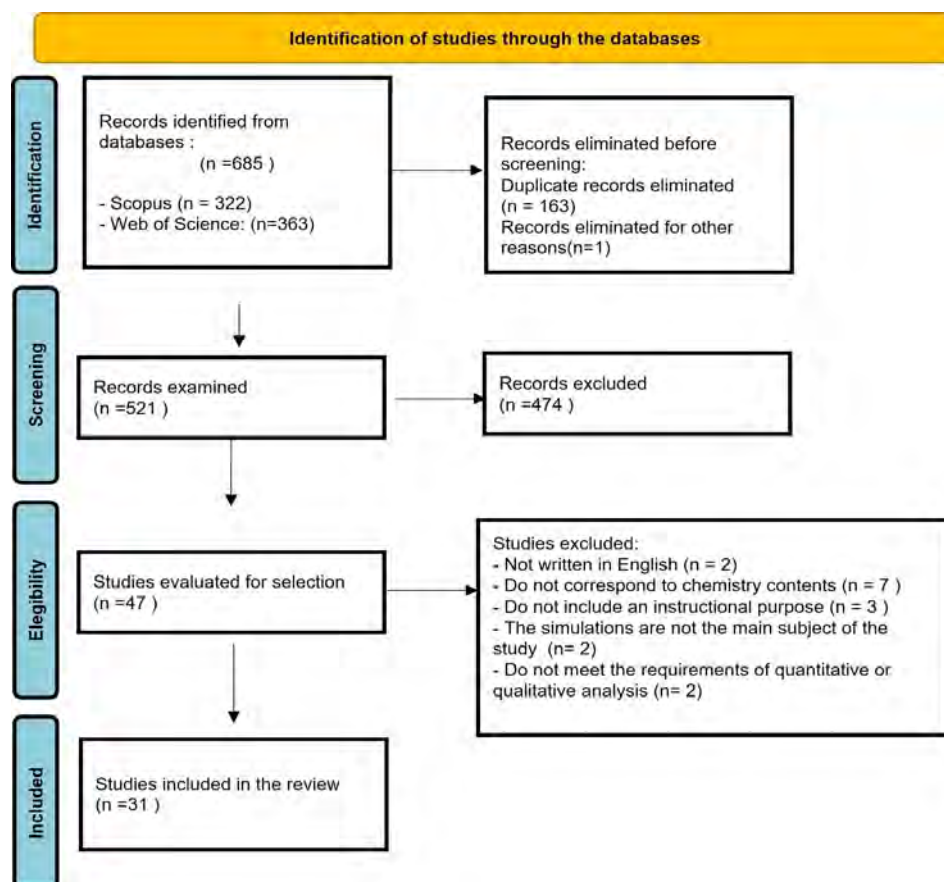 Identification of studies through the databases
Identification
Records identified from
databases :
(n =685 )
- Scopus (n = 322)
- Web of Science: (n=363)
Records eliminated before
screening:
Duplicate records eliminated
(n = 163)
Records eliminated for other
reasons(n=1)
Screening
Records examined
(n =521 )
Records excluded
(n =474 )
Elegibility
Studies evaluated for selection
(n =47 )
Studies excluded:
- Not written in English (n = 2)
- Do not correspond to chemistry contents (n = 7 )
- Do not include an instructional purpose (n = 3 )
- The simulations are not the main subject of the
study (n= 2)
- Do not meet the requirements of quantitative or
qualitative analysis (n= 2)
Included
Studies included in the review
(n =31 )